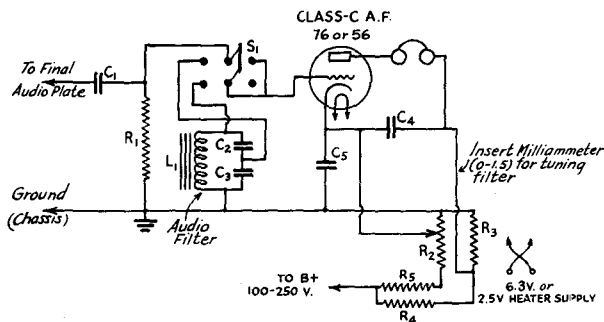 CLASS-C A.F.
76 or 56
To Final
Audio Plate
C1
S1
R1
L1
C2
C3
C4
C5
Insert Milliammeter
(0-1.5) for tuning
filter
Ground
(Chassis)
Audio
Filter
R2
R3
R5
R4
TO B+
100-250 V.
6.3V. or
2.5V HEATER SUPPLY